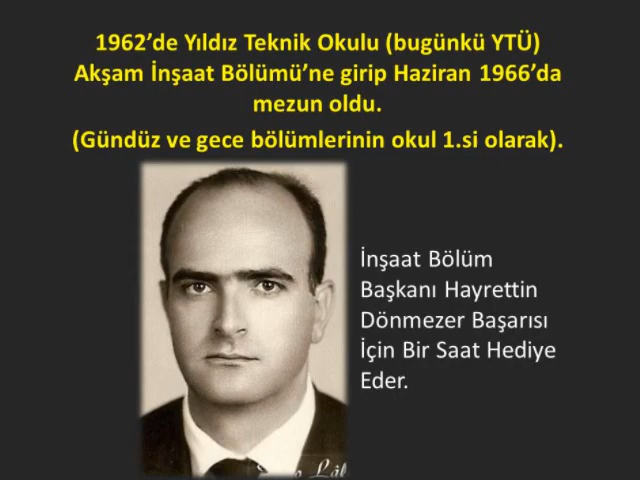 1962’de Yıldız Teknik Okulu (bugünkü YTÜ)
Akşam İnşaat Bölümü’ne girip Haziran 1966’da
mezun oldu.
(Gündüz ve gece bölümlerinin okul 1.si olarak).
İnşaat Bölüm
Başkanı Hayrettin
Dönmezer Başarısı
İçin Bir Saat Hediye
Eder.